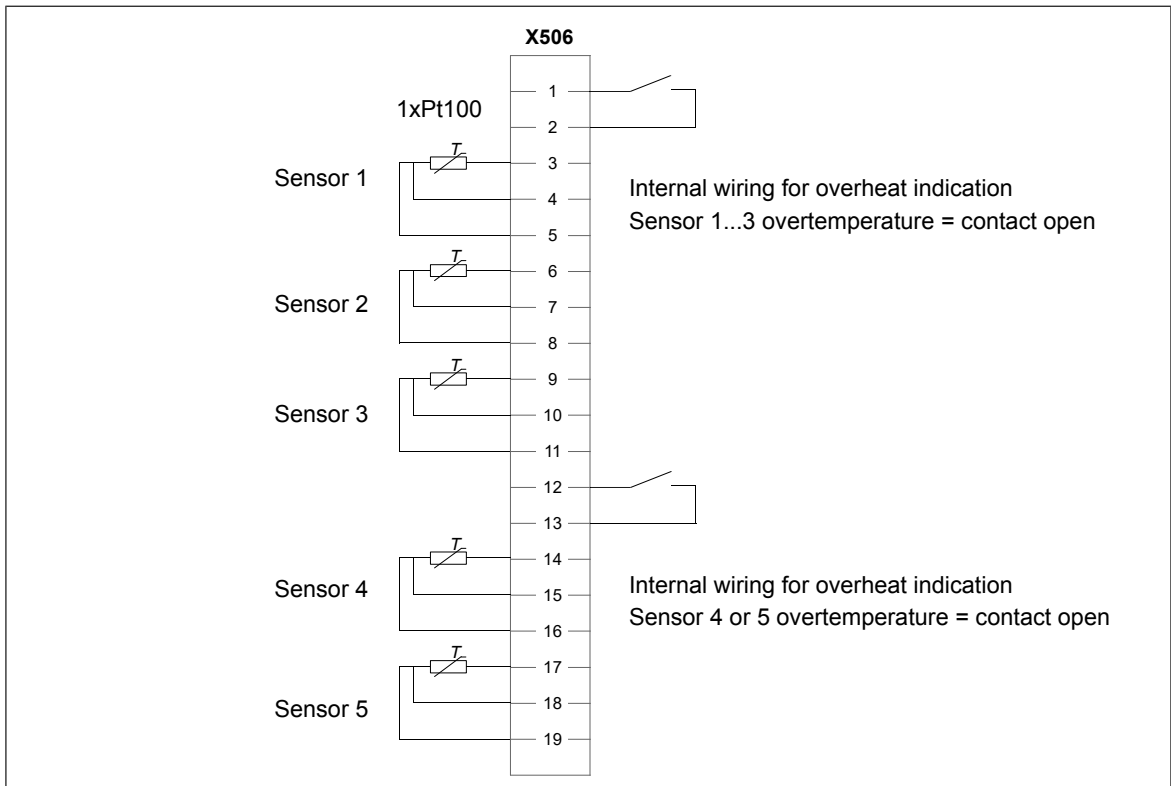 X506
1
1xPt100
2
T
Sensor 1
3
4
Internal wiring for overheat indication
Sensor 1...3 overtemperature = contact open
5
T
6
Sensor 2
7
8
T
9
Sensor 3
10
11
12
13
T
14
Sensor 4
15
Internal wiring for overheat indication
Sensor 4 or 5 overtemperature = contact open
16
T
17
Sensor 5
18
19